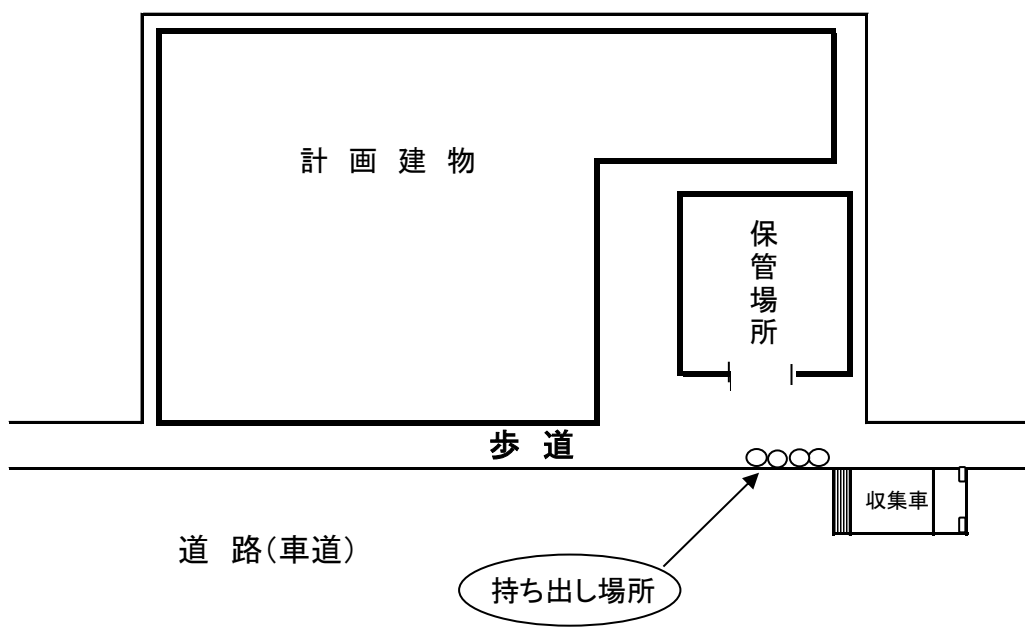 計画建物
保管場所
歩道
収集車
道路(車道)
持ち出し場所